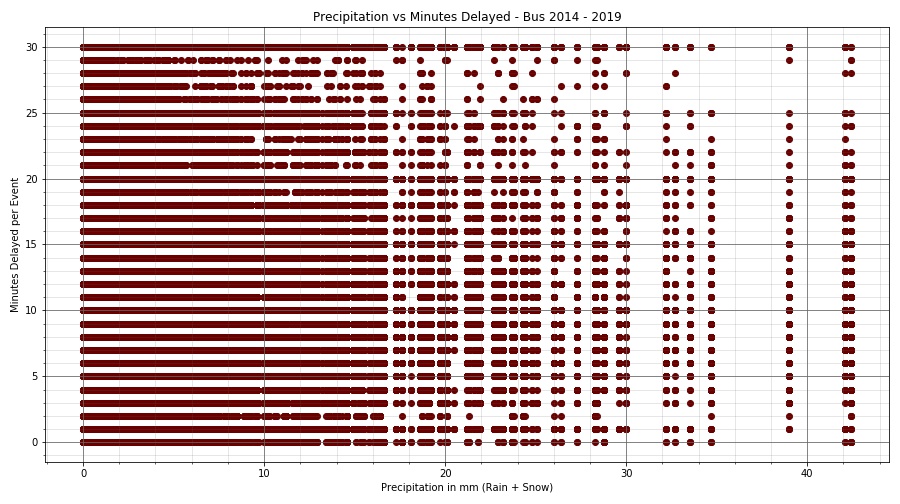 Precipitation vs Minutes Delayed - Bus 2014 - 2019
Minutes Delayed per Event
30
25
20
15
10
5
0
0 10 20 30 40
Precipitation in mm (Rain + Snow)